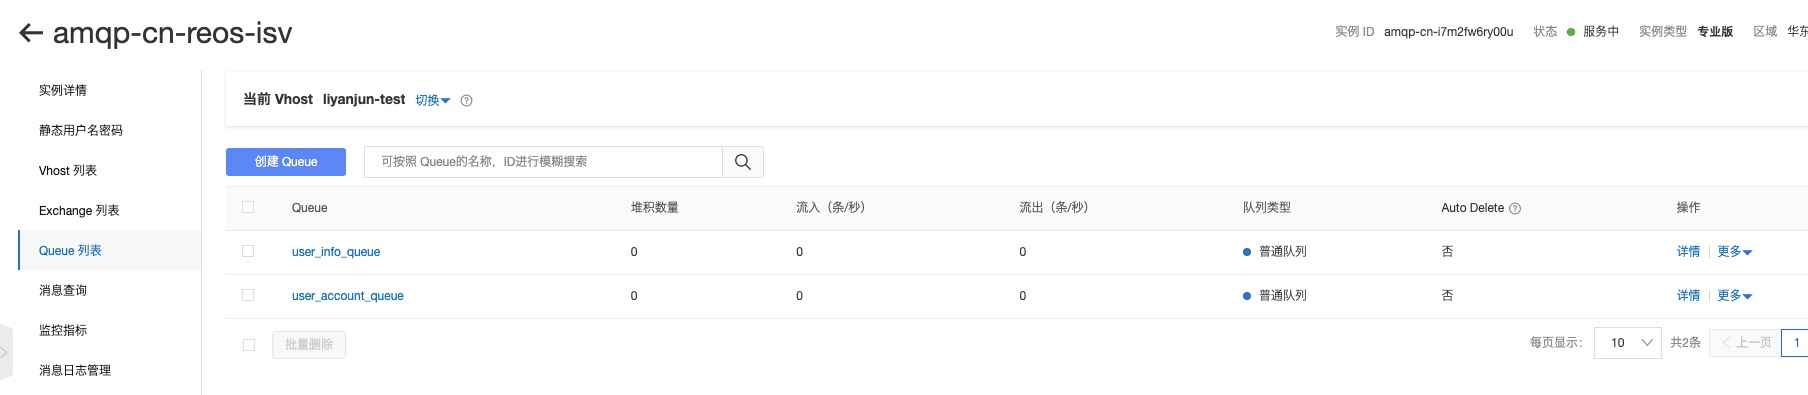 amqp-cn-reos-isv
实例 ID amqp-cn-i7m2fw6ry00u 状态 服务中 实例类型 专业版 区域 华东
实例详情
静态用户名密码
Vhost 列表
Exchange 列表
Queue 列表
消息查询
监控指标
消息日志管理
当前 Vhost liyanjun-test 切换
创建 Queue 可按照 Queue的名称，ID进行模糊搜索
Queue 堆积数量 流入（条/秒） 流出（条/秒） 队列类型 Auto Delete 操作
user_info_queue 0 0 0 普通队列 否 详情 更多
user_account_queue 0 0 0 普通队列 否 详情 更多
批量删除 每页显示： 10 共2条 上一页 1